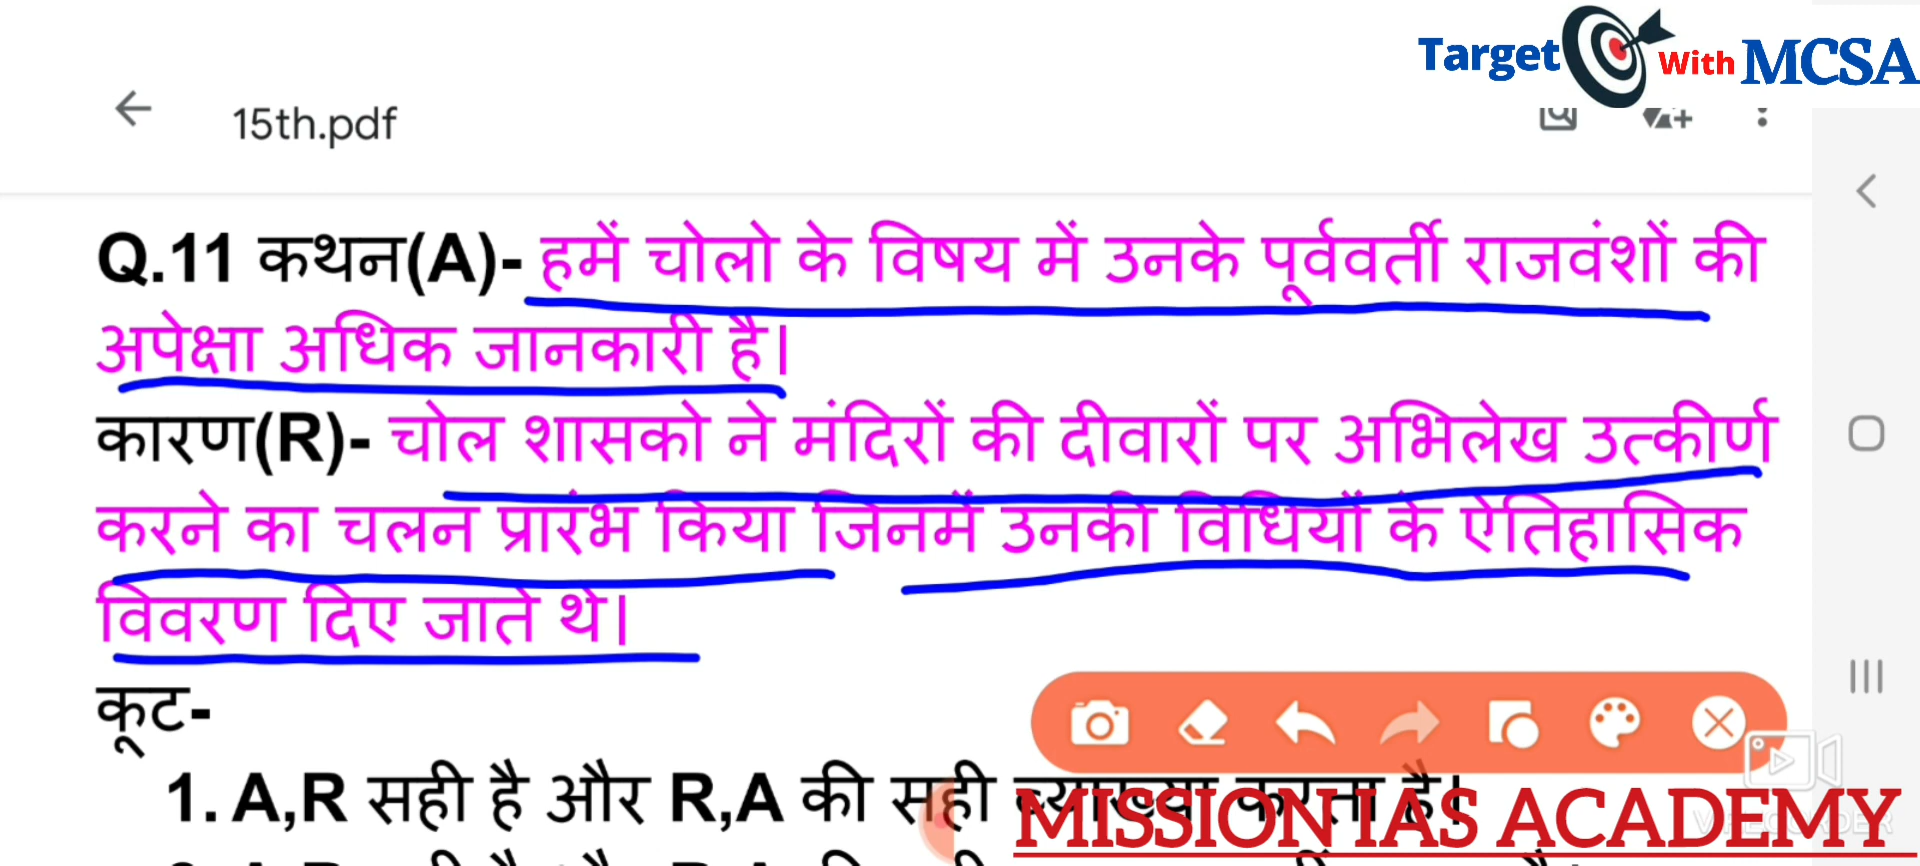 Target With MCSA
15th.pdf
Q.11 कथन(A)- हमें चोलो के विषय में उनके पूर्ववर्ती राजवंशों की
अपेक्षा अधिक जानकारी है।
कारण(R)- चोल शासको ने मंदिरों की दीवारों पर अभिलेख उत्कीर्ण
करने का चलन प्रारंभ किया जिनमें उनकी विधियों के ऐतिहासिक
विवरण दिए जाते थे।
कूट-
1. A,R सही है और R,A की सही व्याख्या करता है।
MISSION IAS ACADEMY